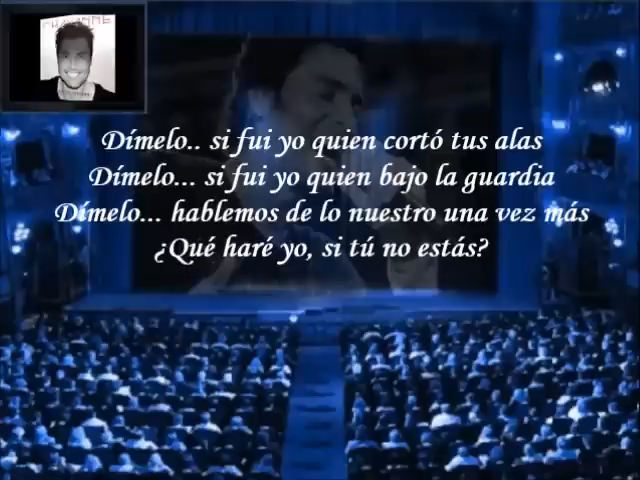 CHAYANNE
Dímelo.. si fui yo quien cortó tus alas
Dímelo... si fui yo quien bajo la guardia
Dímelo... hablemos de lo nuestro una vez más
¿Qué haré yo, si tú no estás?